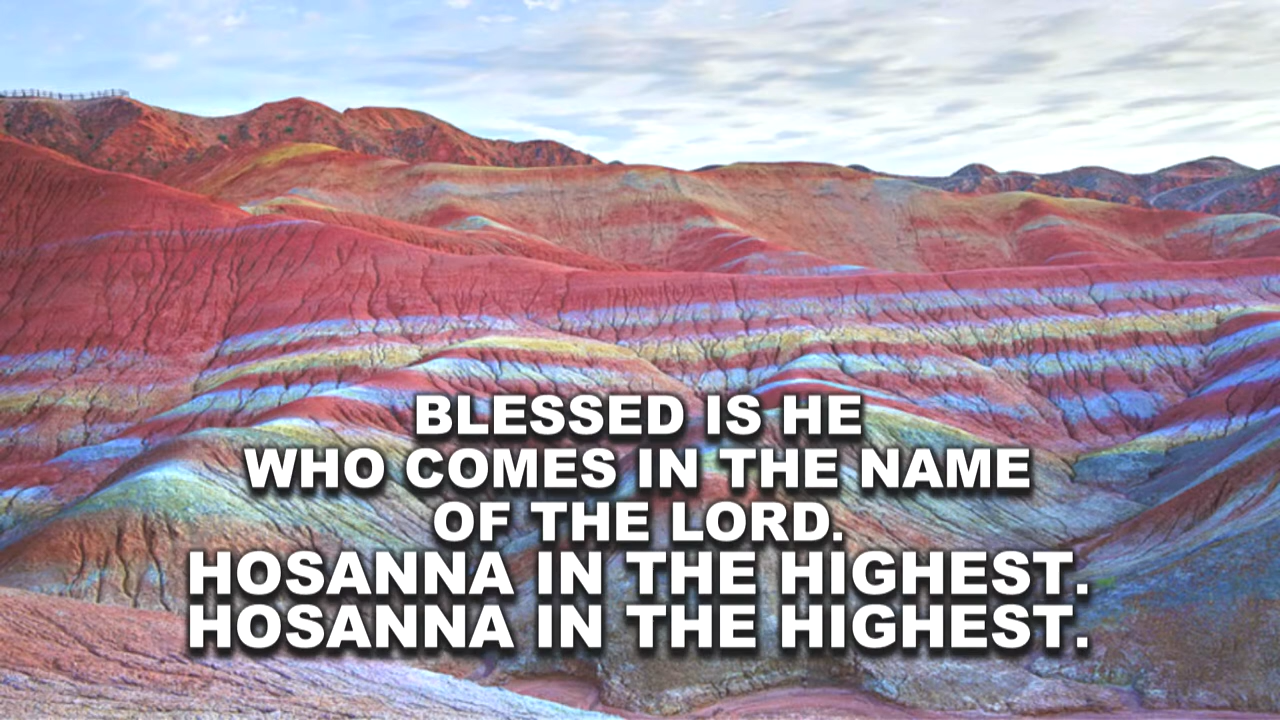 BLESSED IS HE
WHO COMES IN THE NAME
OF THE LORD.
HOSANNA IN THE HIGHEST.
HOSANNA IN THE HIGHEST.